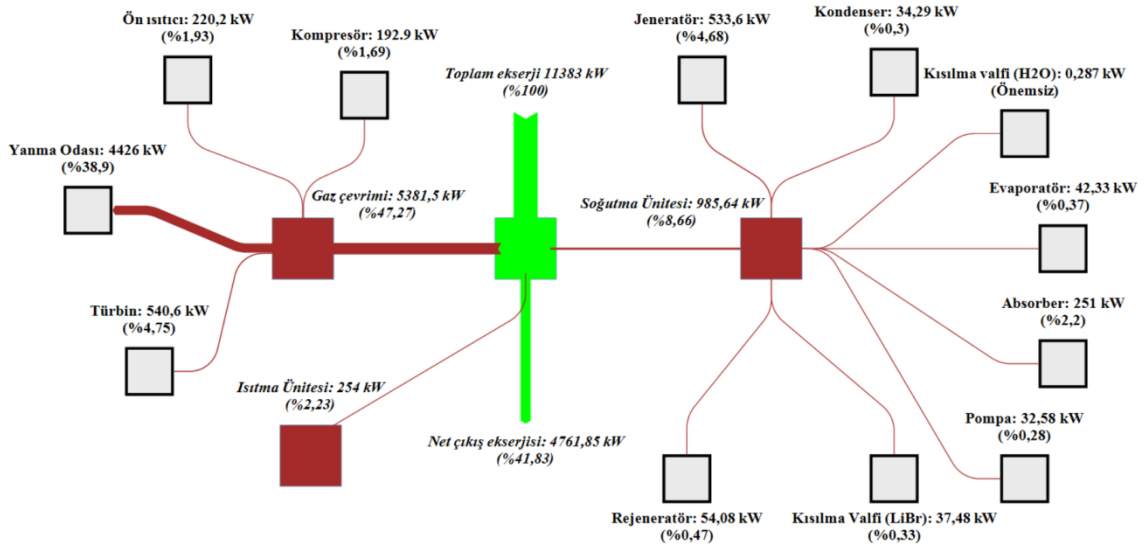 Ön ısıtıcı: 220,2 kW
(%1,93)
Kompresör: 192.9 kW
(%1,69)
Toplam ekserji 11383 kW
(%100)
Jeneratör: 533,6 kW
(%4,68)
Kondenser: 34,29 kW
(%0,3)
Kısılma valfi (H2O): 0,287 kW
(Önemsiz)
Yanma Odası: 4426 kW
(%38,9)
Gaz çevrimi: 5381,5 kW
(%47,27)
Soğutma Ünitesi: 985,64 kW
(%8,66)
Evaporatör: 42,33 kW
(%0,37)
Türbin: 540,6 kW
(%4,75)
Absorber: 251 kW
(%2,2)
Isıtma Ünitesi: 254 kW
(%2,23)
Net çıkış ekserjisi: 4761,85 kW
(%41,83)
Pompa: 32,58 kW
(%0,28)
Rejeneratör: 54,08 kW
(%0,47)
Kısılma Valfi (LiBr): 37,48 kW
(%0,33)